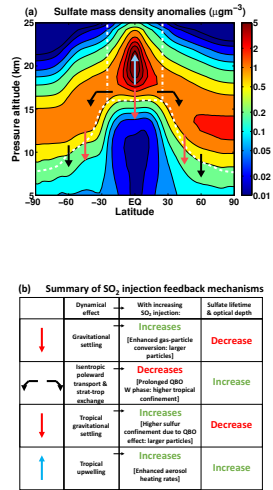 (a) Sulfate mass density anomalies (μgm⁻³)
25
20
15
10
5
Pressure altitude (km)
−90 −60 −30 EQ 30 60 90
Latitude
5
2
1
0.5
0.2
0.1
0.05
0.02
0.01
(b) Summary of SO₂ injection feedback mechanisms
Dynamical effect
With increasing SO₂ injection:
Sulfate lifetime & optical depth
Gravitational settling
Increases
[Enhanced gas-particle conversion: larger particles]
Decrease
Isentropic poleward transport & strat-trop exchange
Decreases
[Prolonged QBO W phase: higher tropical confinement]
Increase
Tropical gravitational settling
Increases
[Higher sulfur confinement due to QBO effect: larger particles]
Decrease
Tropical upwelling
Increases
[Enhanced aerosol heating rates]
Increase